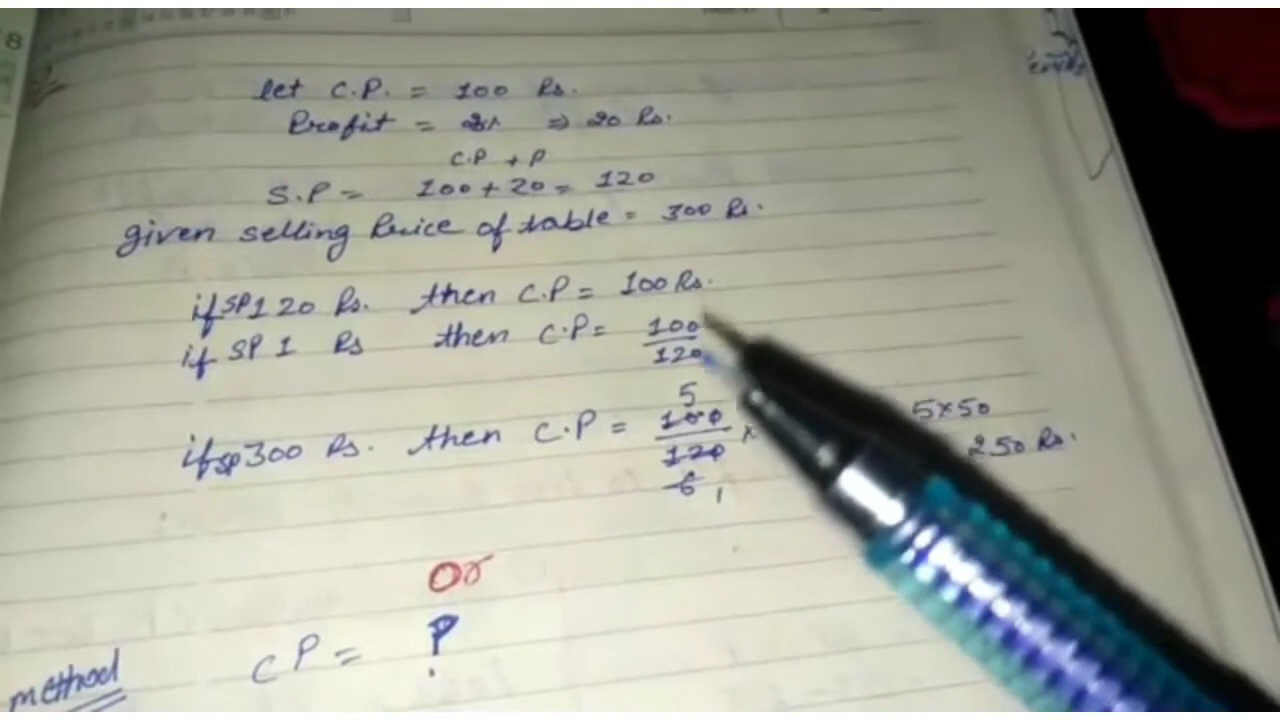 let C.P. = 100 Rs.
Profit = ⇒ 20 Rs.
C.P + P
S.P = 100 + 20 = 120
given selling Price of table = 300 Rs.
if SP 120 Rs. then C.P = 100 Rs.
if SP 1 Rs then C.P = 100/120
5
if SP 300 Rs. then C.P = 100/120 × 5×50
6 1 250 Rs.
Or
method CP = ?
8